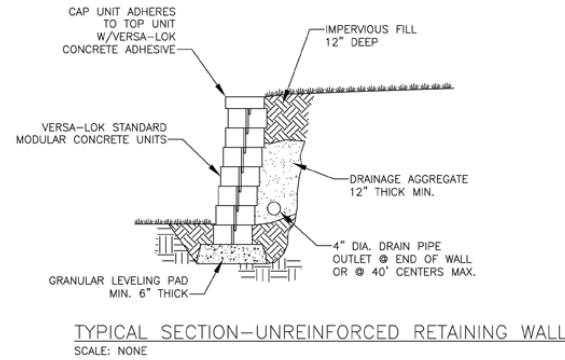 CAP UNIT ADHERES
TO TOP UNIT
W/VERSA-LOK
CONCRETE ADHESIVE
IMPERVIOUS FILL
12" DEEP
VERSA-LOK STANDARD
MODULAR CONCRETE UNITS
DRAINAGE AGGREGATE
12" THICK MIN.
4" DIA. DRAIN PIPE
OUTLET @ END OF WALL
OR @ 40' CENTERS MAX.
GRANULAR LEVELING PAD
MIN. 6" THICK
TYPICAL SECTION-UNREINFORCED RETAINING WALL
SCALE: NONE